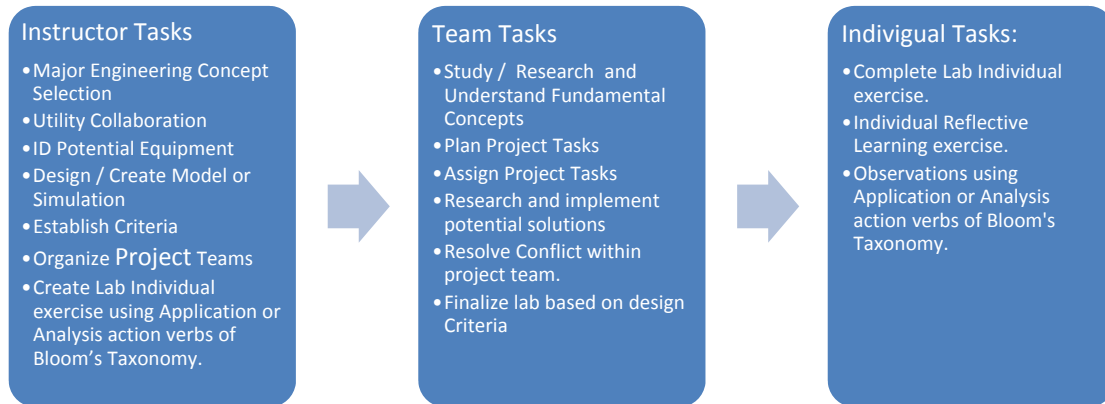 Instructor Tasks
•Major Engineering Concept
Selection
•Utility Collaboration
•ID Potential Equipment
•Design / Create Model or
Simulation
•Establish Criteria
•Organize Project Teams
•Create Lab Individual
exercise using Application or
Analysis action verbs of
Bloom’s Taxonomy.
Team Tasks
•Study / Research and
Understand Fundamental
Concepts
•Plan Project Tasks
•Assign Project Tasks
•Research and implement
potential solutions
•Resolve Conflict within
project team.
•Finalize lab based on design
Criteria
Indivigual Tasks:
•Complete Lab Individual
exercise.
•Individual Reflective
Learning exercise.
•Observations using
Application or Analysis
action verbs of Bloom's
Taxonomy.